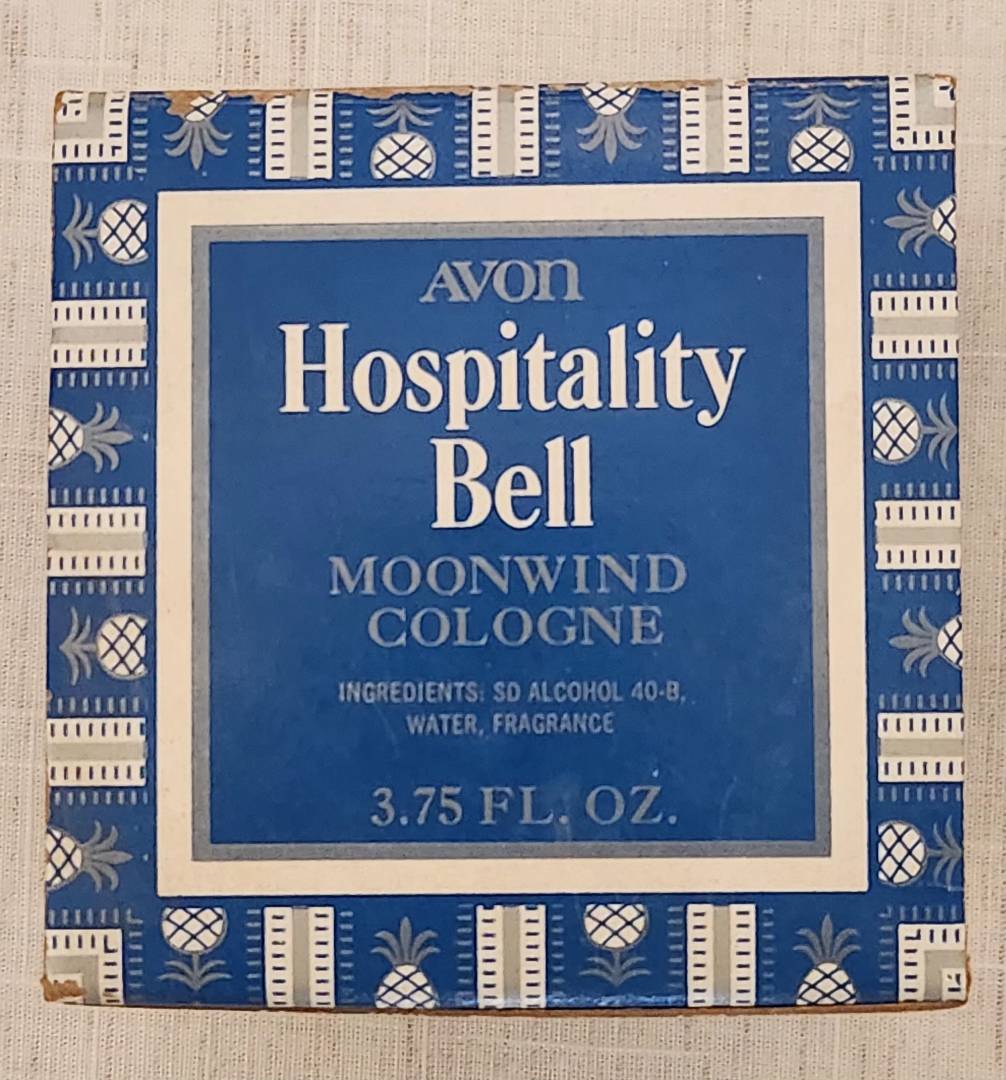 AVON
Hospitality
Bell
MOONWIND
COLOGNE
INGREDIENTS: SD ALCOHOL 40-B,
WATER, FRAGRANCE
3.75 FL. OZ.